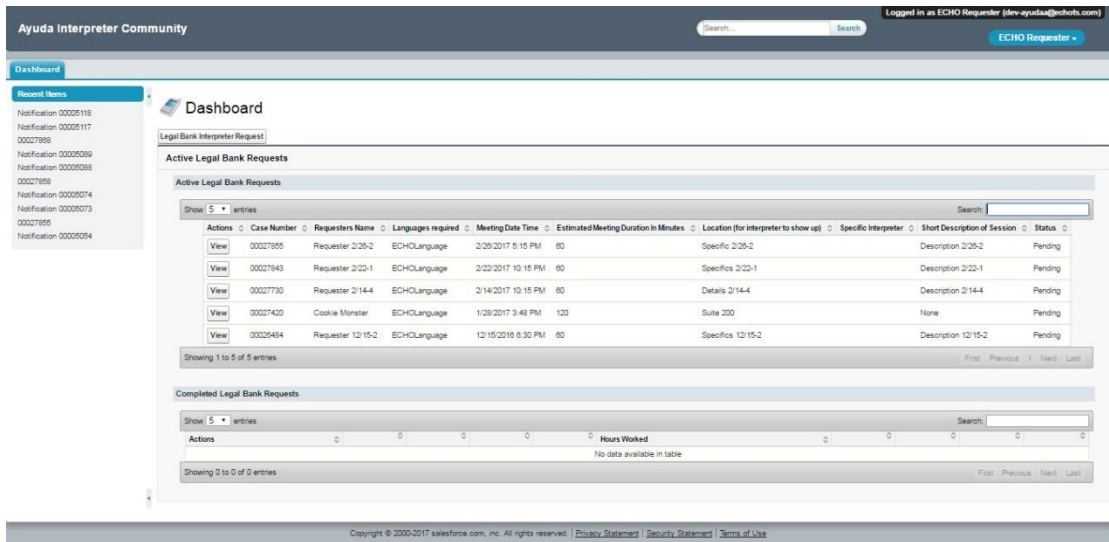 Logged in as ECHO Requester (dev-ayudaa@echots.com)
Ayuda Interpreter Community
Search...
Search
ECHO Requester
Dashboard
Recent Items
Notification 00005118
Notification 00005117
00027868
Notification 00005089
Notification 00005088
00027858
Notification 00005074
Notification 00005073
00027855
Notification 00005054
Dashboard
Legal Bank Interpreter Request
Active Legal Bank Requests
Active Legal Bank Requests
Show 5 entries Search:
Actions Case Number Requesters Name Languages required Meeting Date Time Estimated Meeting Duration In Minutes Location (for interpreter to show up) Specific Interpreter Short Description of Session Status
View 00027855 Requester 2/26-2 ECHOLanguage 2/26/2017 5:15 PM 60 Specific 2/26-2 Description 2/26-2 Pending
View 00027843 Requester 2/22-1 ECHOLanguage 2/22/2017 10:15 PM 60 Specifics 2/22-1 Description 2/22-1 Pending
View 00027730 Requester 2/14-4 ECHOLanguage 2/14/2017 10:15 PM 60 Details 2/14-4 Description 2/14-4 Pending
View 00027420 Cookie Monster ECHOLanguage 1/28/2017 3:48 PM 120 Suite 200 None Pending
View 00026484 Requester 12/15-2 ECHOLanguage 12/15/2016 6:30 PM 60 Specifics 12/15-2 Description 12/15-2 Pending
Showing 1 to 5 of 5 entries First Previous 1 Next Last
Completed Legal Bank Requests
Show 5 entries Search:
Actions Hours Worked
No data available in table
Showing 0 to 0 of 0 entries First Previous Next Last
Copyright © 2000-2017 salesforce.com, inc. All rights reserved. | Privacy Statement | Security Statement | Terms of Use